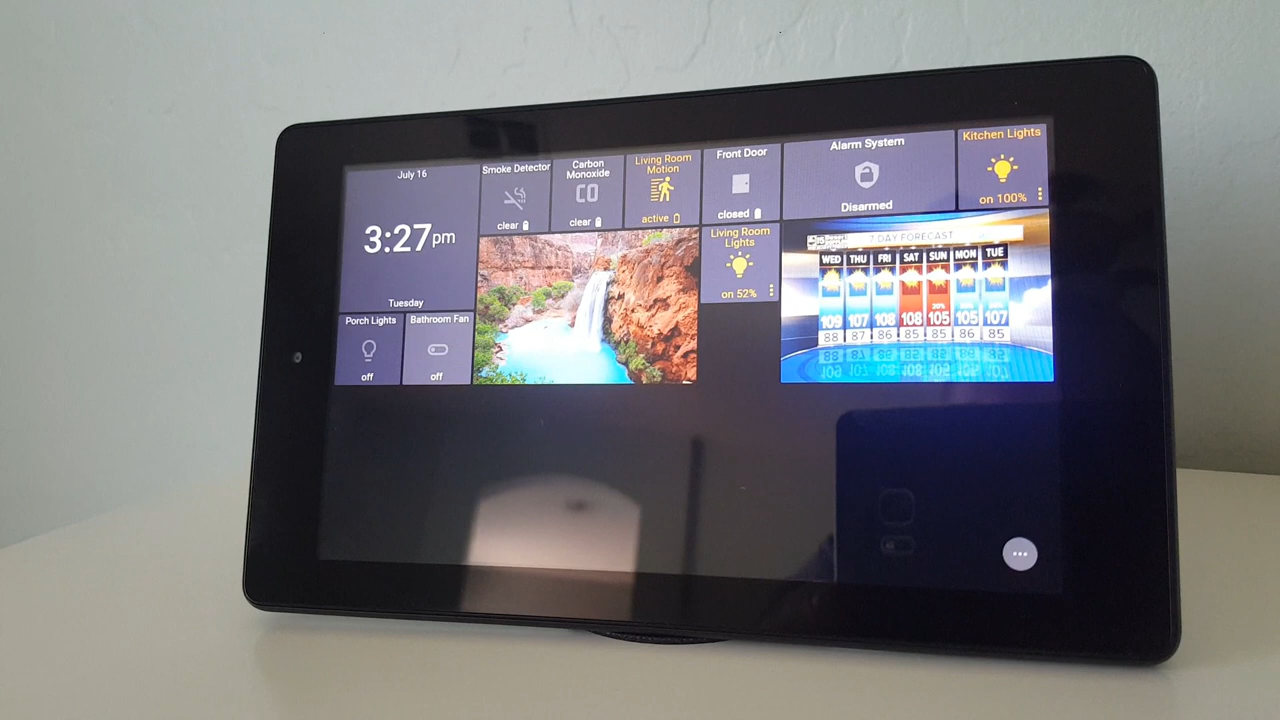 July 16
3:27pm
Tuesday
Smoke Detector
clear
Carbon
Monoxide
CO
clear
Living Room
Motion
active
Front Door
closed
Alarm System
Disarmed
Kitchen Lights
on 100%
Porch Lights
off
Bathroom Fan
off
Living Room
Lights
on 52%
7 DAY FORECAST
WED THU FRI SAT SUN MON TUE
20%
109 107 108 108 105 105 107
88 87 86 85 85 86 85